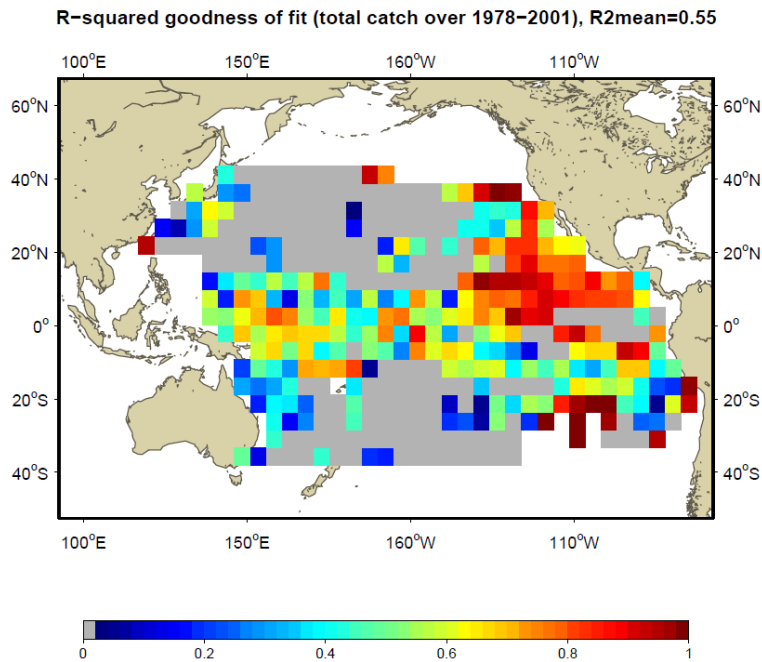 R−squared goodness of fit (total catch over 1978−2001), R2mean=0.55
100°E 150°E 160°W 110°W
60°N 60°N
40°N 40°N
20°N 20°N
0° 0°
20°S 20°S
40°S 40°S
100°E 150°E 160°W 110°W
0 0.2 0.4 0.6 0.8 1